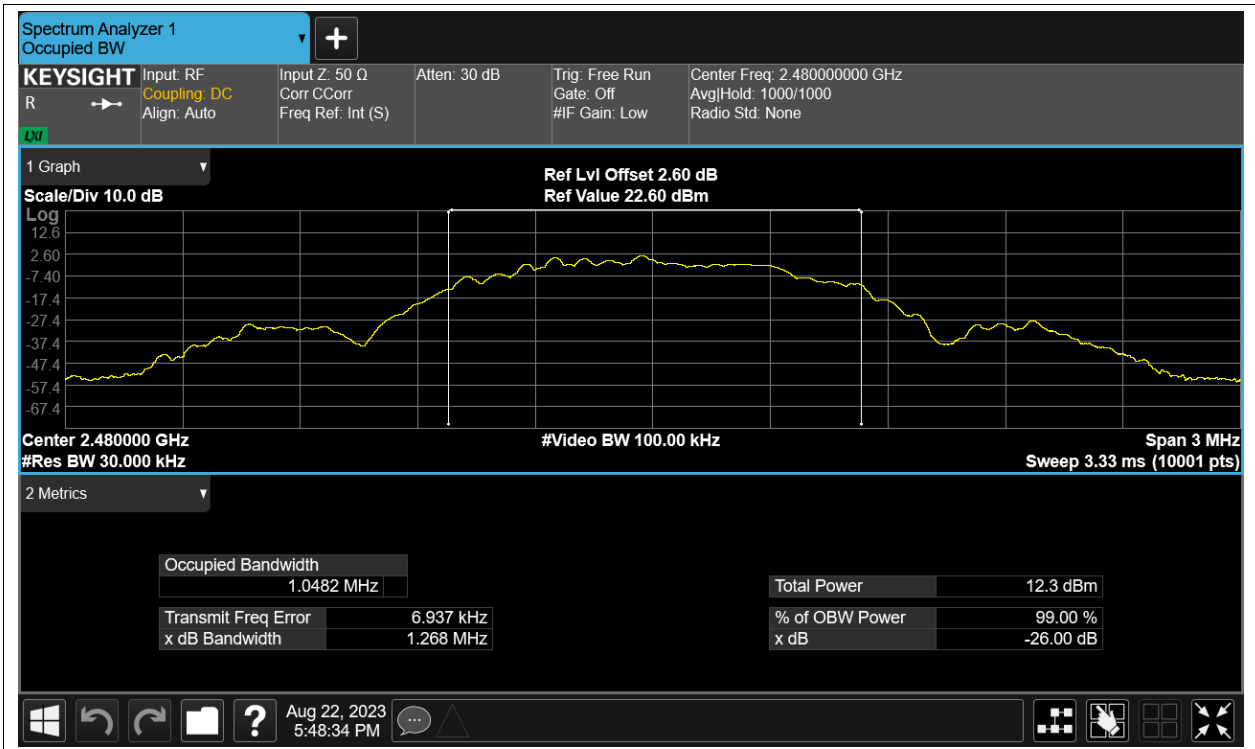 Spectrum Analyzer 1
Occupied BW
KEYSIGHT
R
LXI
Input: RF
Coupling: DC
Align: Auto
Input Z: 50 Ω
Corr CCorr
Freq Ref: Int (S)
Atten: 30 dB
Trig: Free Run
Gate: Off
#IF Gain: Low
Center Freq: 2.480000000 GHz
Avg|Hold: 1000/1000
Radio Std: None
1 Graph
Scale/Div 10.0 dB
Ref Lvl Offset 2.60 dB
Ref Value 22.60 dBm
Log
12.6
2.60
-7.40
-17.4
-27.4
-37.4
-47.4
-57.4
-67.4
Center 2.480000 GHz
#Video BW 100.00 kHz
Span 3 MHz
#Res BW 30.000 kHz
Sweep 3.33 ms (10001 pts)
2 Metrics
Occupied Bandwidth
1.0482 MHz
Total Power 12.3 dBm
Transmit Freq Error 6.937 kHz
% of OBW Power 99.00 %
x dB Bandwidth 1.268 MHz
x dB -26.00 dB
?
Aug 22, 2023
5:48:34 PM